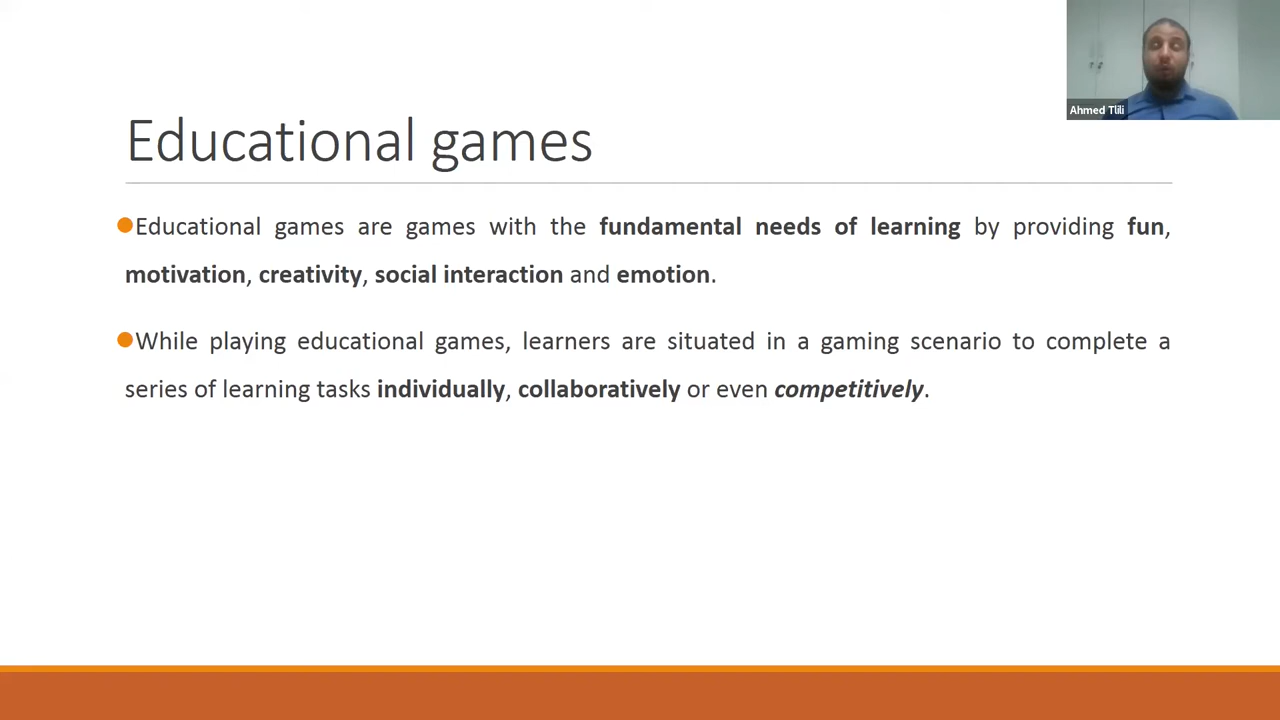 Ahmed Tlili
Educational games
Educational games are games with the fundamental needs of learning by providing fun,
motivation, creativity, social interaction and emotion.
While playing educational games, learners are situated in a gaming scenario to complete a
series of learning tasks individually, collaboratively or even competitively.